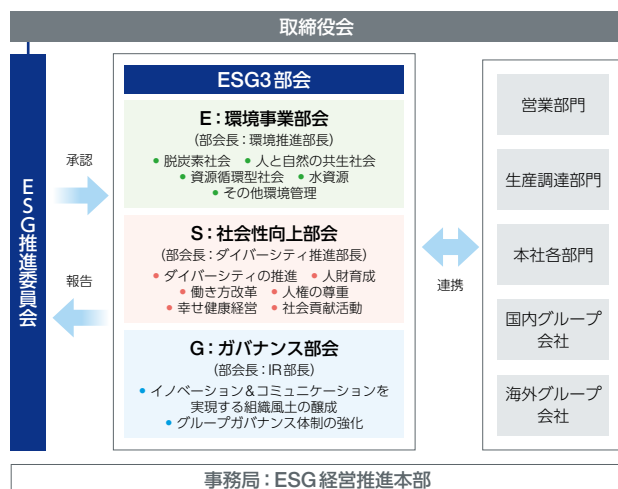 取締役会
ESG推進委員会
承認
報告
ESG3部会
E：環境事業部会
(部会長：環境推進部長)
• 脱炭素社会 • 人と自然の共生社会
• 資源循環型社会 • 水資源
• その他環境管理
S：社会性向上部会
(部会長：ダイバーシティ推進部長)
• ダイバーシティの推進 • 人財育成
• 働き方改革 • 人権の尊重
• 幸せ健康経営 • 社会貢献活動
G：ガバナンス部会
(部会長：IR部長)
• イノベーション＆コミュニケーションを
実現する組織風土の醸成
• グループガバナンス体制の強化
連携
営業部門
生産調達部門
本社各部門
国内グループ
会社
海外グループ
会社
事務局：ESG経営推進本部